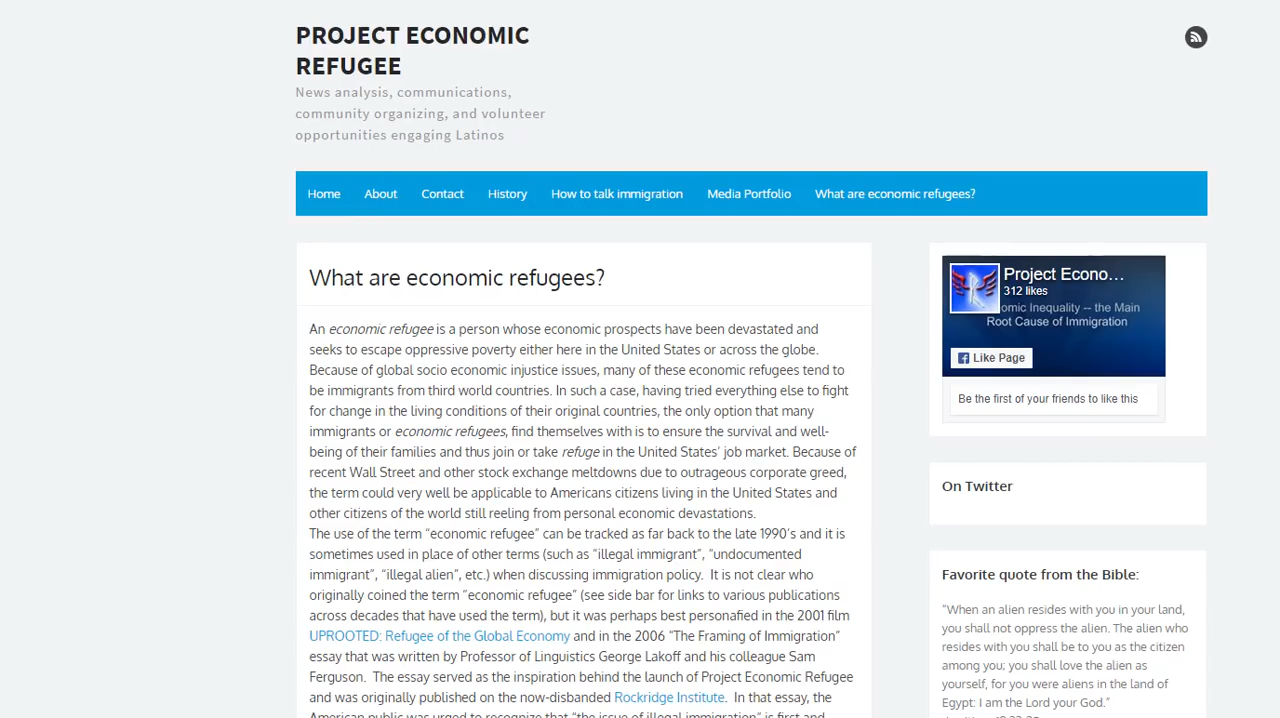 PROJECT ECONOMIC
REFUGEE
News analysis, communications,
community organizing, and volunteer
opportunities engaging Latinos
Home About Contact History How to talk immigration Media Portfolio What are economic refugees?
What are economic refugees?
An economic refugee is a person whose economic prospects have been devastated and
seeks to escape oppressive poverty either here in the United States or across the globe.
Because of global socio economic injustice issues, many of these economic refugees tend to
be immigrants from third world countries. In such a case, having tried everything else to fight
for change in the living conditions of their original countries, the only option that many
immigrants or economic refugees, find themselves with is to ensure the survival and well-
being of their families and thus join or take refuge in the United States’ job market. Because of
recent Wall Street and other stock exchange meltdowns due to outrageous corporate greed,
the term could very well be applicable to Americans citizens living in the United States and
other citizens of the world still reeling from personal economic devastations.
The use of the term “economic refugee” can be tracked as far back to the late 1990’s and it is
sometimes used in place of other terms (such as “illegal immigrant”, “undocumented
immigrant”, “illegal alien”, etc.) when discussing immigration policy.  It is not clear who
originally coined the term “economic refugee” (see side bar for links to various publications
across decades that have used the term), but it was perhaps best personafied in the 2001 film
UPROOTED: Refugee of the Global Economy and in the 2006 “The Framing of Immigration”
essay that was written by Professor of Linguistics George Lakoff and his colleague Sam
Ferguson.  The essay served as the inspiration behind the launch of Project Economic Refugee
and was originally published on the now-disbanded Rockridge Institute.  In that essay, the
American public was urged to recognize that “the issue of illegal immigration” is first and
Project Econo...
312 likes
omic Inequality -- the Main
Root Cause of Immigration
Like Page
Be the first of your friends to like this
On Twitter
Favorite quote from the Bible:
“When an alien resides with you in your land,
you shall not oppress the alien. The alien who
resides with you shall be to you as the citizen
among you; you shall love the alien as
yourself, for you were aliens in the land of
Egypt: I am the Lord your God.”